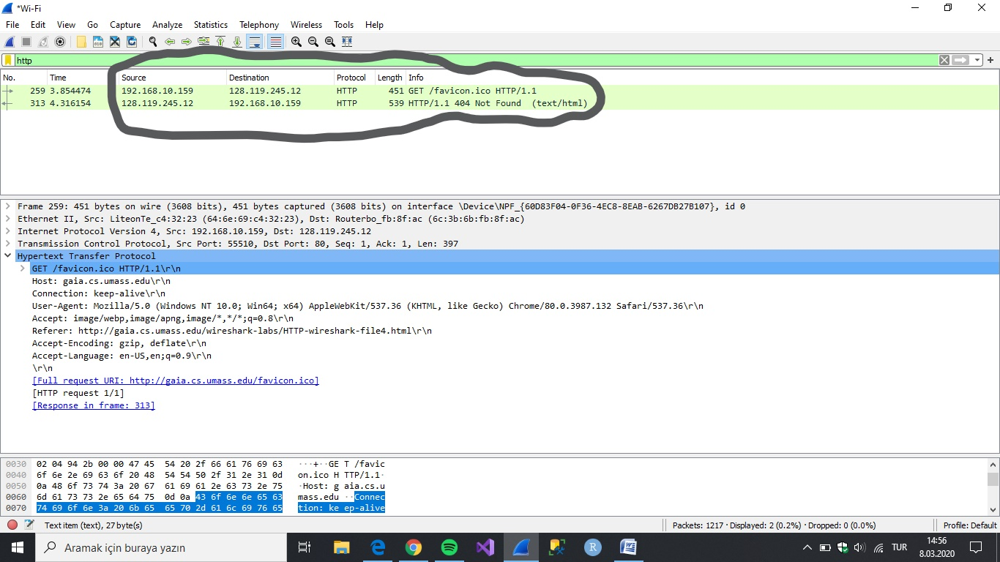 *Wi-Fi
File Edit View Go Capture Analyze Statistics Telephony Wireless Tools Help
http
No. Time Source Destination Protocol Length Info
259 3.854474 192.168.10.159 128.119.245.12 HTTP 451 GET /favicon.ico HTTP/1.1
313 4.316154 128.119.245.12 192.168.10.159 HTTP 539 HTTP/1.1 404 Not Found (text/html)
Frame 259: 451 bytes on wire (3608 bits), 451 bytes captured (3608 bits) on interface \Device\NPF_{60D83F04-0F36-4EC8-8EAB-6267DB27B107}, id 0
Ethernet II, Src: LiteonTe_c4:32:23 (64:6e:69:c4:32:23), Dst: Routerbo_fb:8f:ac (6c:3b:6b:fb:8f:ac)
Internet Protocol Version 4, Src: 192.168.10.159, Dst: 128.119.245.12
Transmission Control Protocol, Src Port: 55510, Dst Port: 80, Seq: 1, Ack: 1, Len: 397
Hypertext Transfer Protocol
GET /favicon.ico HTTP/1.1\r\n
Host: gaia.cs.umass.edu\r\n
Connection: keep-alive\r\n
User-Agent: Mozilla/5.0 (Windows NT 10.0; Win64; x64) AppleWebKit/537.36 (KHTML, like Gecko) Chrome/80.0.3987.132 Safari/537.36\r\n
Accept: image/webp,image/apng,image/*,*/*;q=0.8\r\n
Referer: http://gaia.cs.umass.edu/wireshark-labs/HTTP-wireshark-file4.html\r\n
Accept-Encoding: gzip, deflate\r\n
Accept-Language: en-US,en;q=0.9\r\n
\r\n
[Full request URI: http://gaia.cs.umass.edu/favicon.ico]
[HTTP request 1/1]
[Response in frame: 313]
0030 02 04 94 2b 00 00 47 45 54 20 2f 66 61 76 69 63 ···+··GE T /favic
0040 6f 6e 2e 69 63 6f 20 48 54 54 50 2f 31 2e 31 0d on.ico H TTP/1.1·
0050 0a 48 6f 73 74 3a 20 67 61 69 61 2e 63 73 2e 75 ·Host: g aia.cs.u
0060 6d 61 73 73 2e 65 64 75 0d 0a 43 6f 6e 6e 65 63 mass.edu ··Connec
0070 74 69 6f 6e 3a 20 6b 65 65 70 2d 61 6c 69 76 65 tion: ke ep-alive
Text item (text), 27 byte(s) Packets: 1217 · Displayed: 2 (0.2%) · Dropped: 0 (0.0%) Profile: Default
Aramak için buraya yazın
R
TUR
14:56
8.03.2020